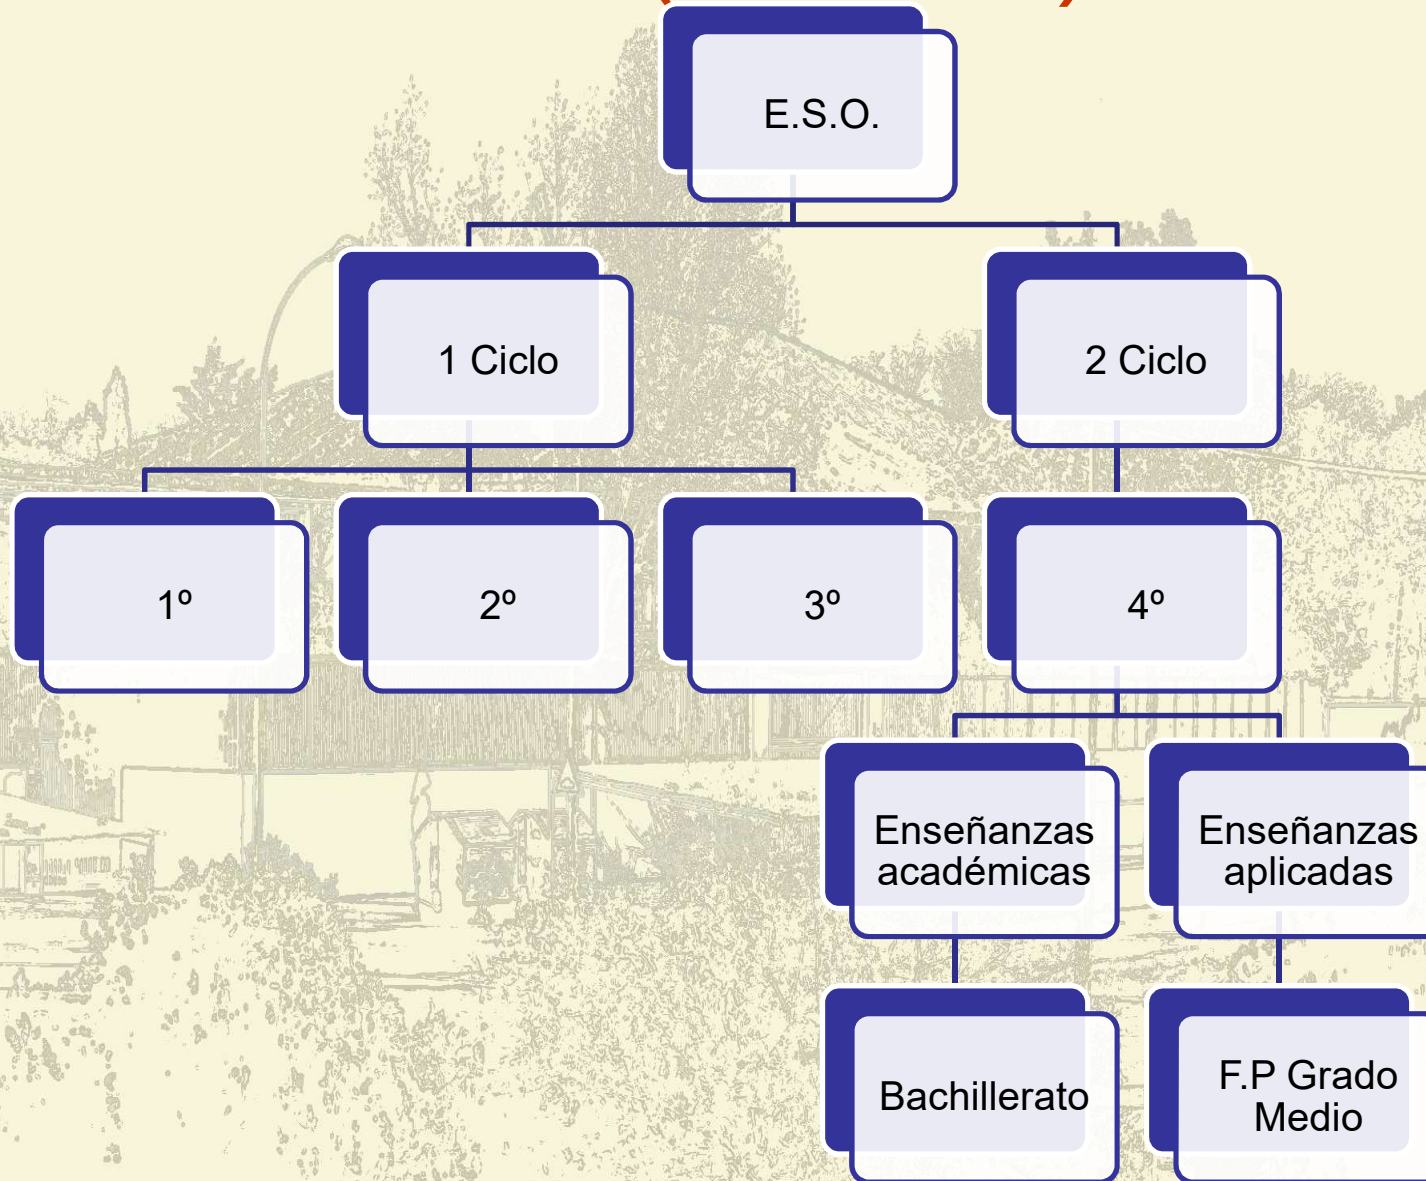 E.S.O.
1 Ciclo
2 Ciclo
1º
2º
3º
4º
Enseñanzas
académicas
Enseñanzas
aplicadas
Bachillerato
F.P Grado
Medio